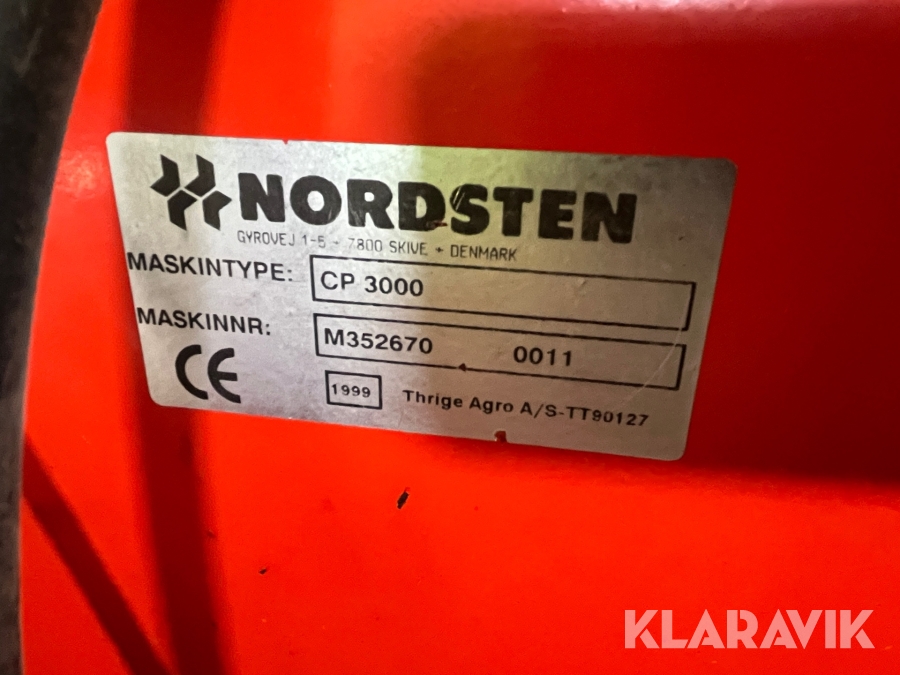 NORDSTEN
GYROVEJ 1-5 - 7800 SKIVE - DENMARK
MASKINTYPE: CP 3000
MASKINNR: M352670 0011
CE 1999 Thrige Agro A/S-TT90127
KLARAVIK